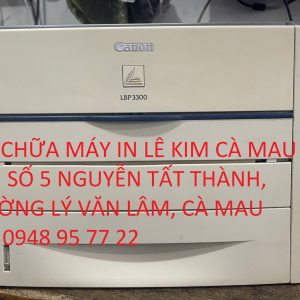 Canon
LBP3300
CHỮA MÁY IN LÊ KIM CÀ MAU
SỐ 5 NGUYỄN TẤT THÀNH,
ỜNG LÝ VĂN LÂM, CÀ MAU
0948 95 77 22